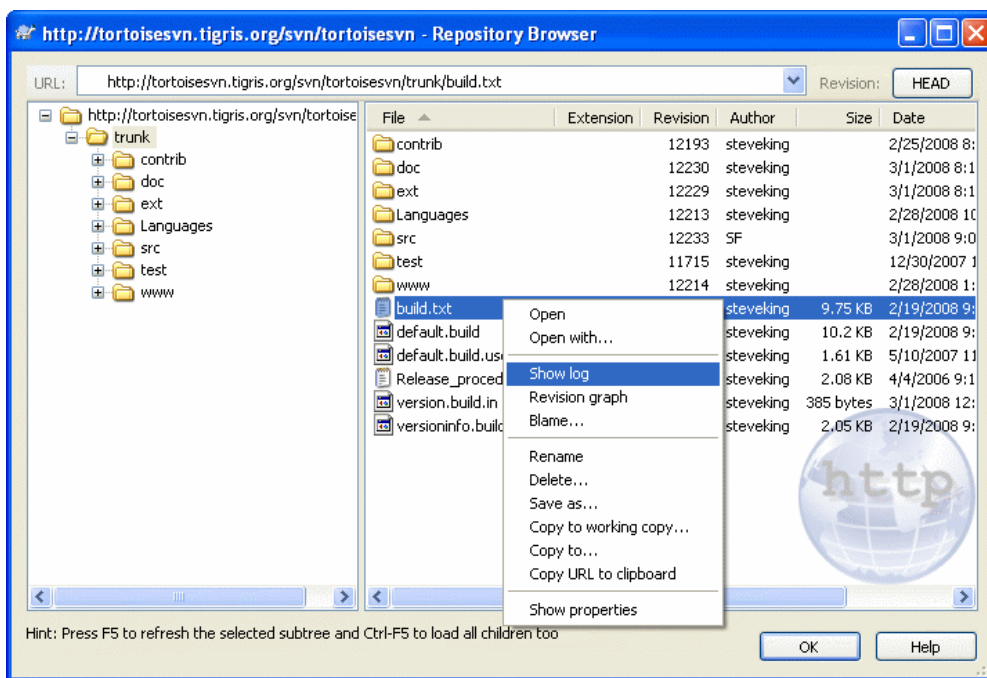 http://tortoisesvn.tigris.org/svn/tortoisesvn - Repository Browser
URL: http://tortoisesvn.tigris.org/svn/tortoisesvn/trunk/build.txt Revision: HEAD
http://tortoisesvn.tigris.org/svn/tortoise
trunk
contrib
doc
ext
Languages
src
test
www
File Extension Revision Author Size Date
contrib 12193 steveking 2/25/2008 8:
doc 12230 steveking 3/1/2008 8:1
ext 12229 steveking 3/1/2008 8:1
Languages 12213 steveking 2/28/2008 10
src 12233 SF 3/1/2008 9:0
test 11715 steveking 12/30/2007 1
www 12214 steveking 2/28/2008 1:
build.txt steveking 9.75 KB 2/19/2008 9:
default.build steveking 10.2 KB 2/19/2008 9:
default.build.use steveking 1.61 KB 5/10/2007 11
Release_proced steveking 2.08 KB 4/4/2006 9:1
version.build.in steveking 385 bytes 3/1/2008 12:
versioninfo.build steveking 2.05 KB 2/19/2008 9:
Open
Open with...
Show log
Revision graph
Blame...
Rename
Delete...
Save as...
Copy to working copy...
Copy to...
Copy URL to clipboard
Show properties
http
Hint: Press F5 to refresh the selected subtree and Ctrl-F5 to load all children too
OK Help